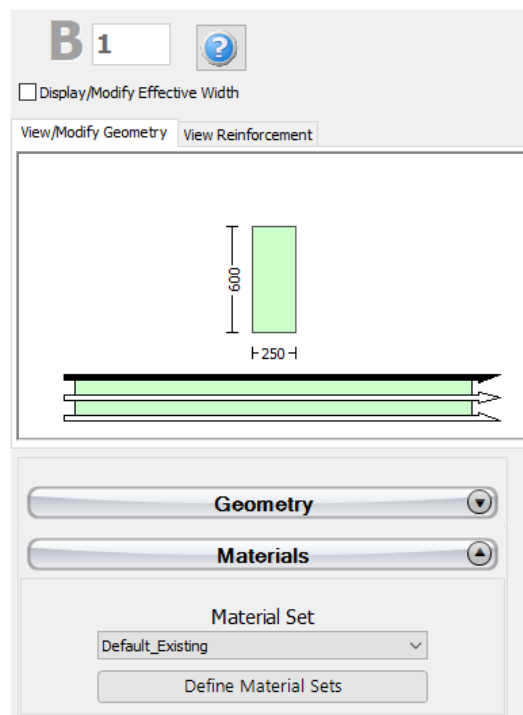 B 1
Display/Modify Effective Width
View/Modify Geometry View Reinforcement
600
250
Geometry
Materials
Material Set
Default_Existing
Define Material Sets